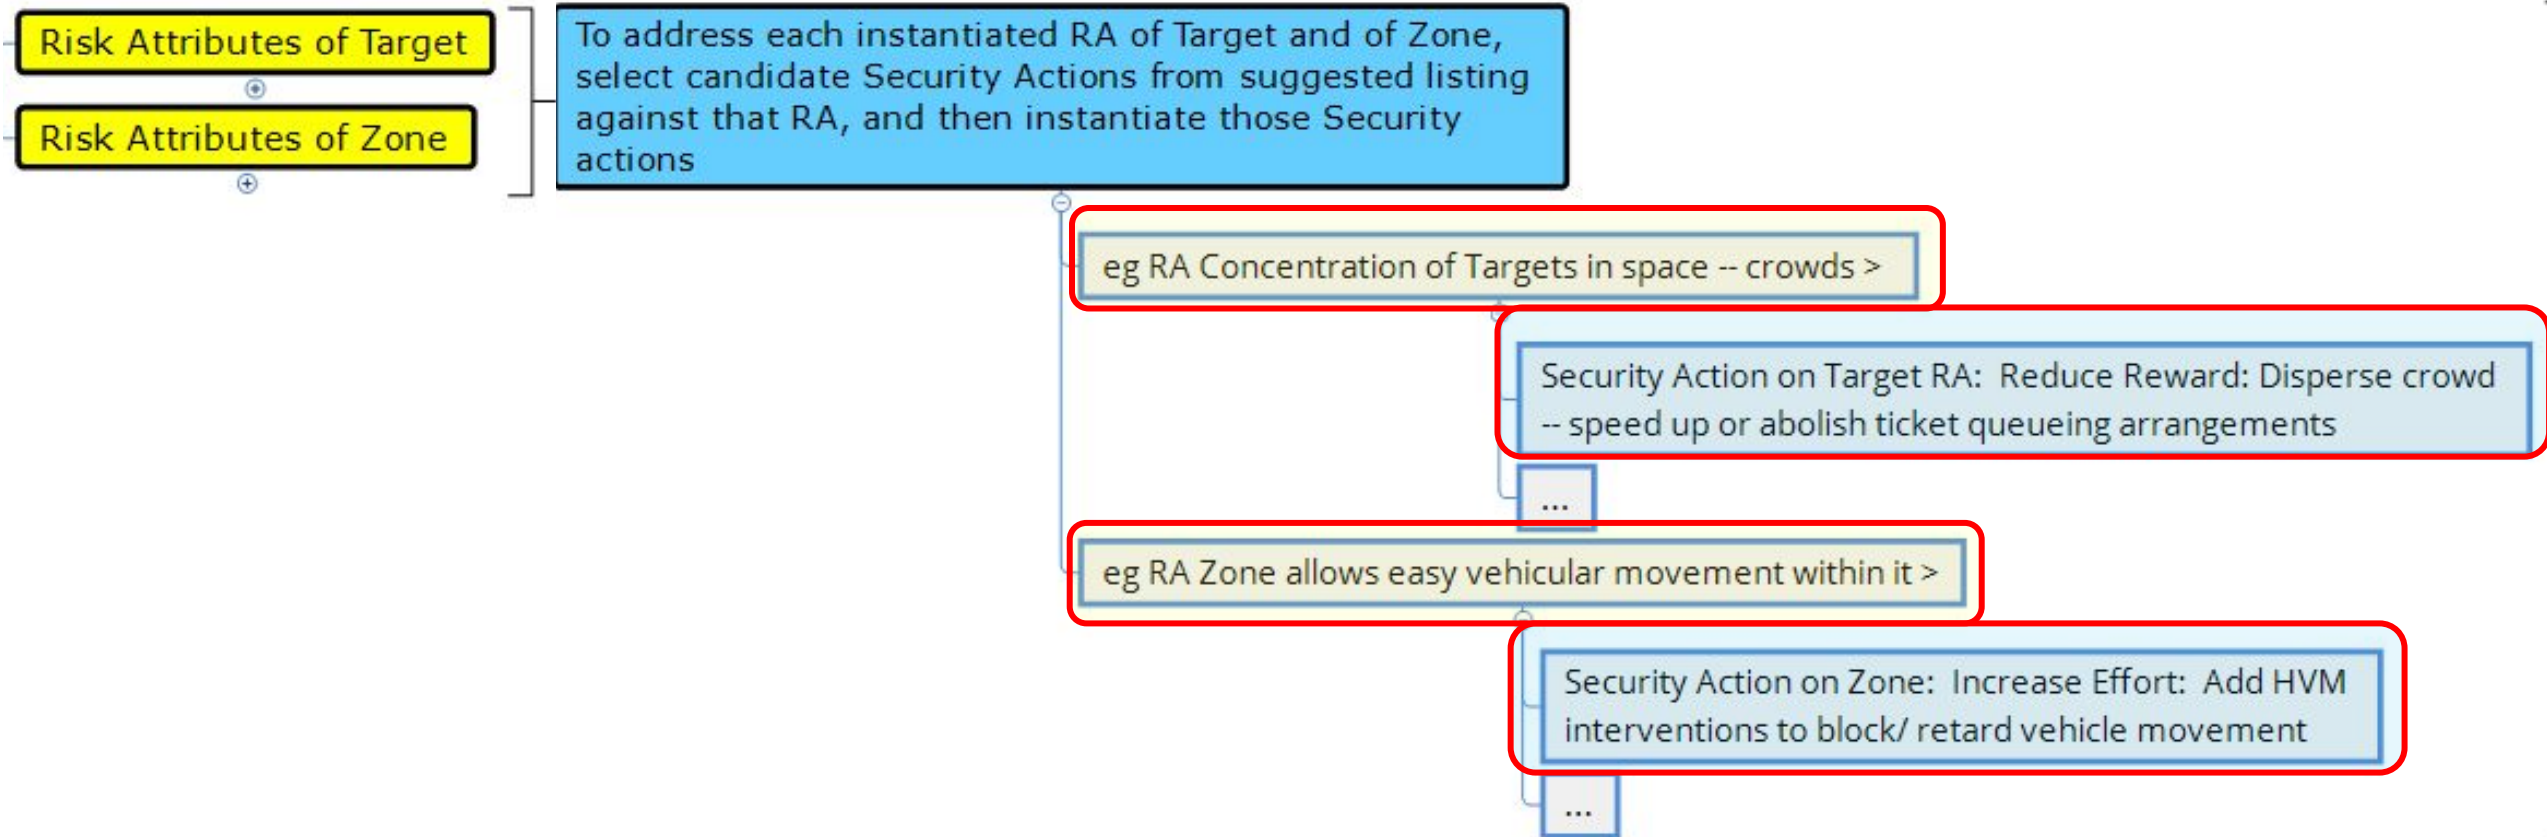 Risk Attributes of Target
Risk Attributes of Zone
To address each instantiated RA of Target and of Zone,
select candidate Security Actions from suggested listing
against that RA, and then instantiate those Security
actions
eg RA Concentration of Targets in space -- crowds >
Security Action on Target RA:  Reduce Reward: Disperse crowd
-- speed up or abolish ticket queueing arrangements
...
eg RA Zone allows easy vehicular movement within it >
Security Action on Zone:  Increase Effort:  Add HVM
interventions to block/ retard vehicle movement
...